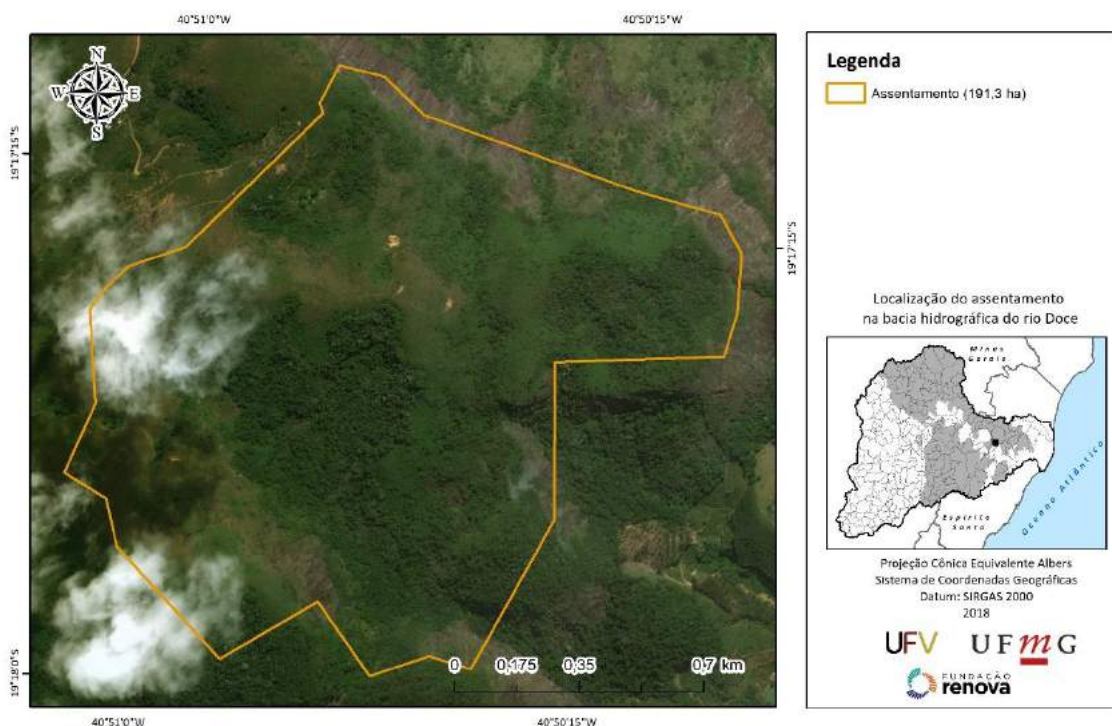 40°51'0"W
40°50'15"W
N
W
E
S
19°17'15"S
19°17'15"S
19°18'0"S
0
0,175
0,35
0,7 km
40°51'0"W
40°50'15"W
Legenda
Assentamento (191,3 ha)
Localização do assentamento
na bacia hidrográfica do rio Doce
Minas
Gerais
Espírito
Santo
Oceano Atlântico
Projeção Cônica Equivalente Albers
Sistema de Coordenadas Geográficas
Datum: SIRGAS 2000
2018
UFV
UFmG
FUNDAÇÃO
renova